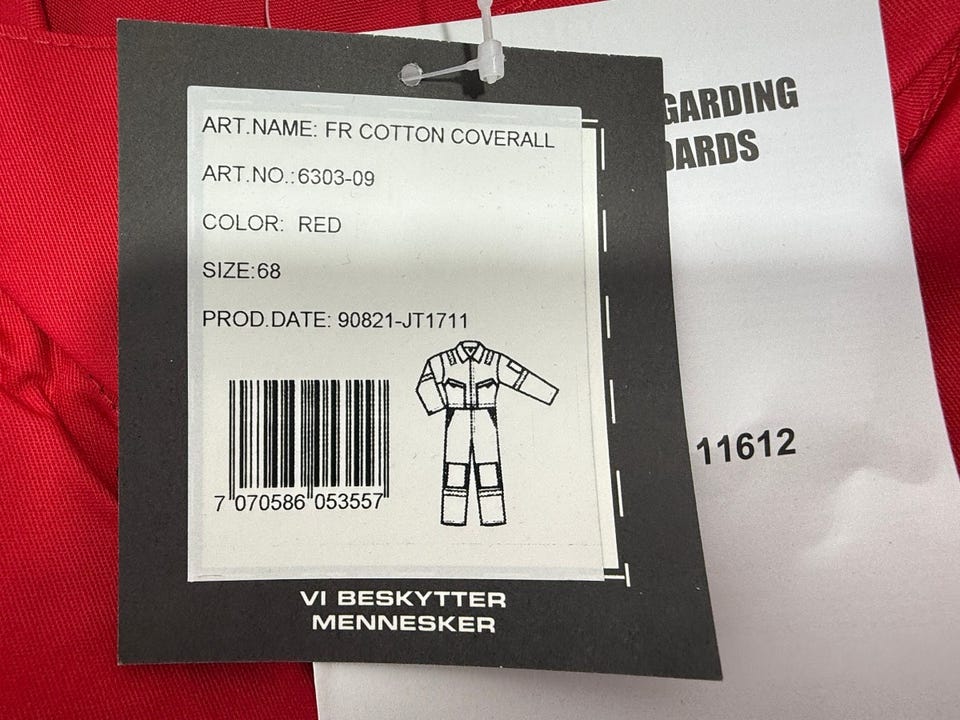 ART.NAME: FR COTTON COVERALL
ART.NO.:6303-09
COLOR: RED
SIZE:68
PROD.DATE: 90821-JT1711
7 070586 053557
VI BESKYTTER
MENNESKER
GARDING
ARDS
11612